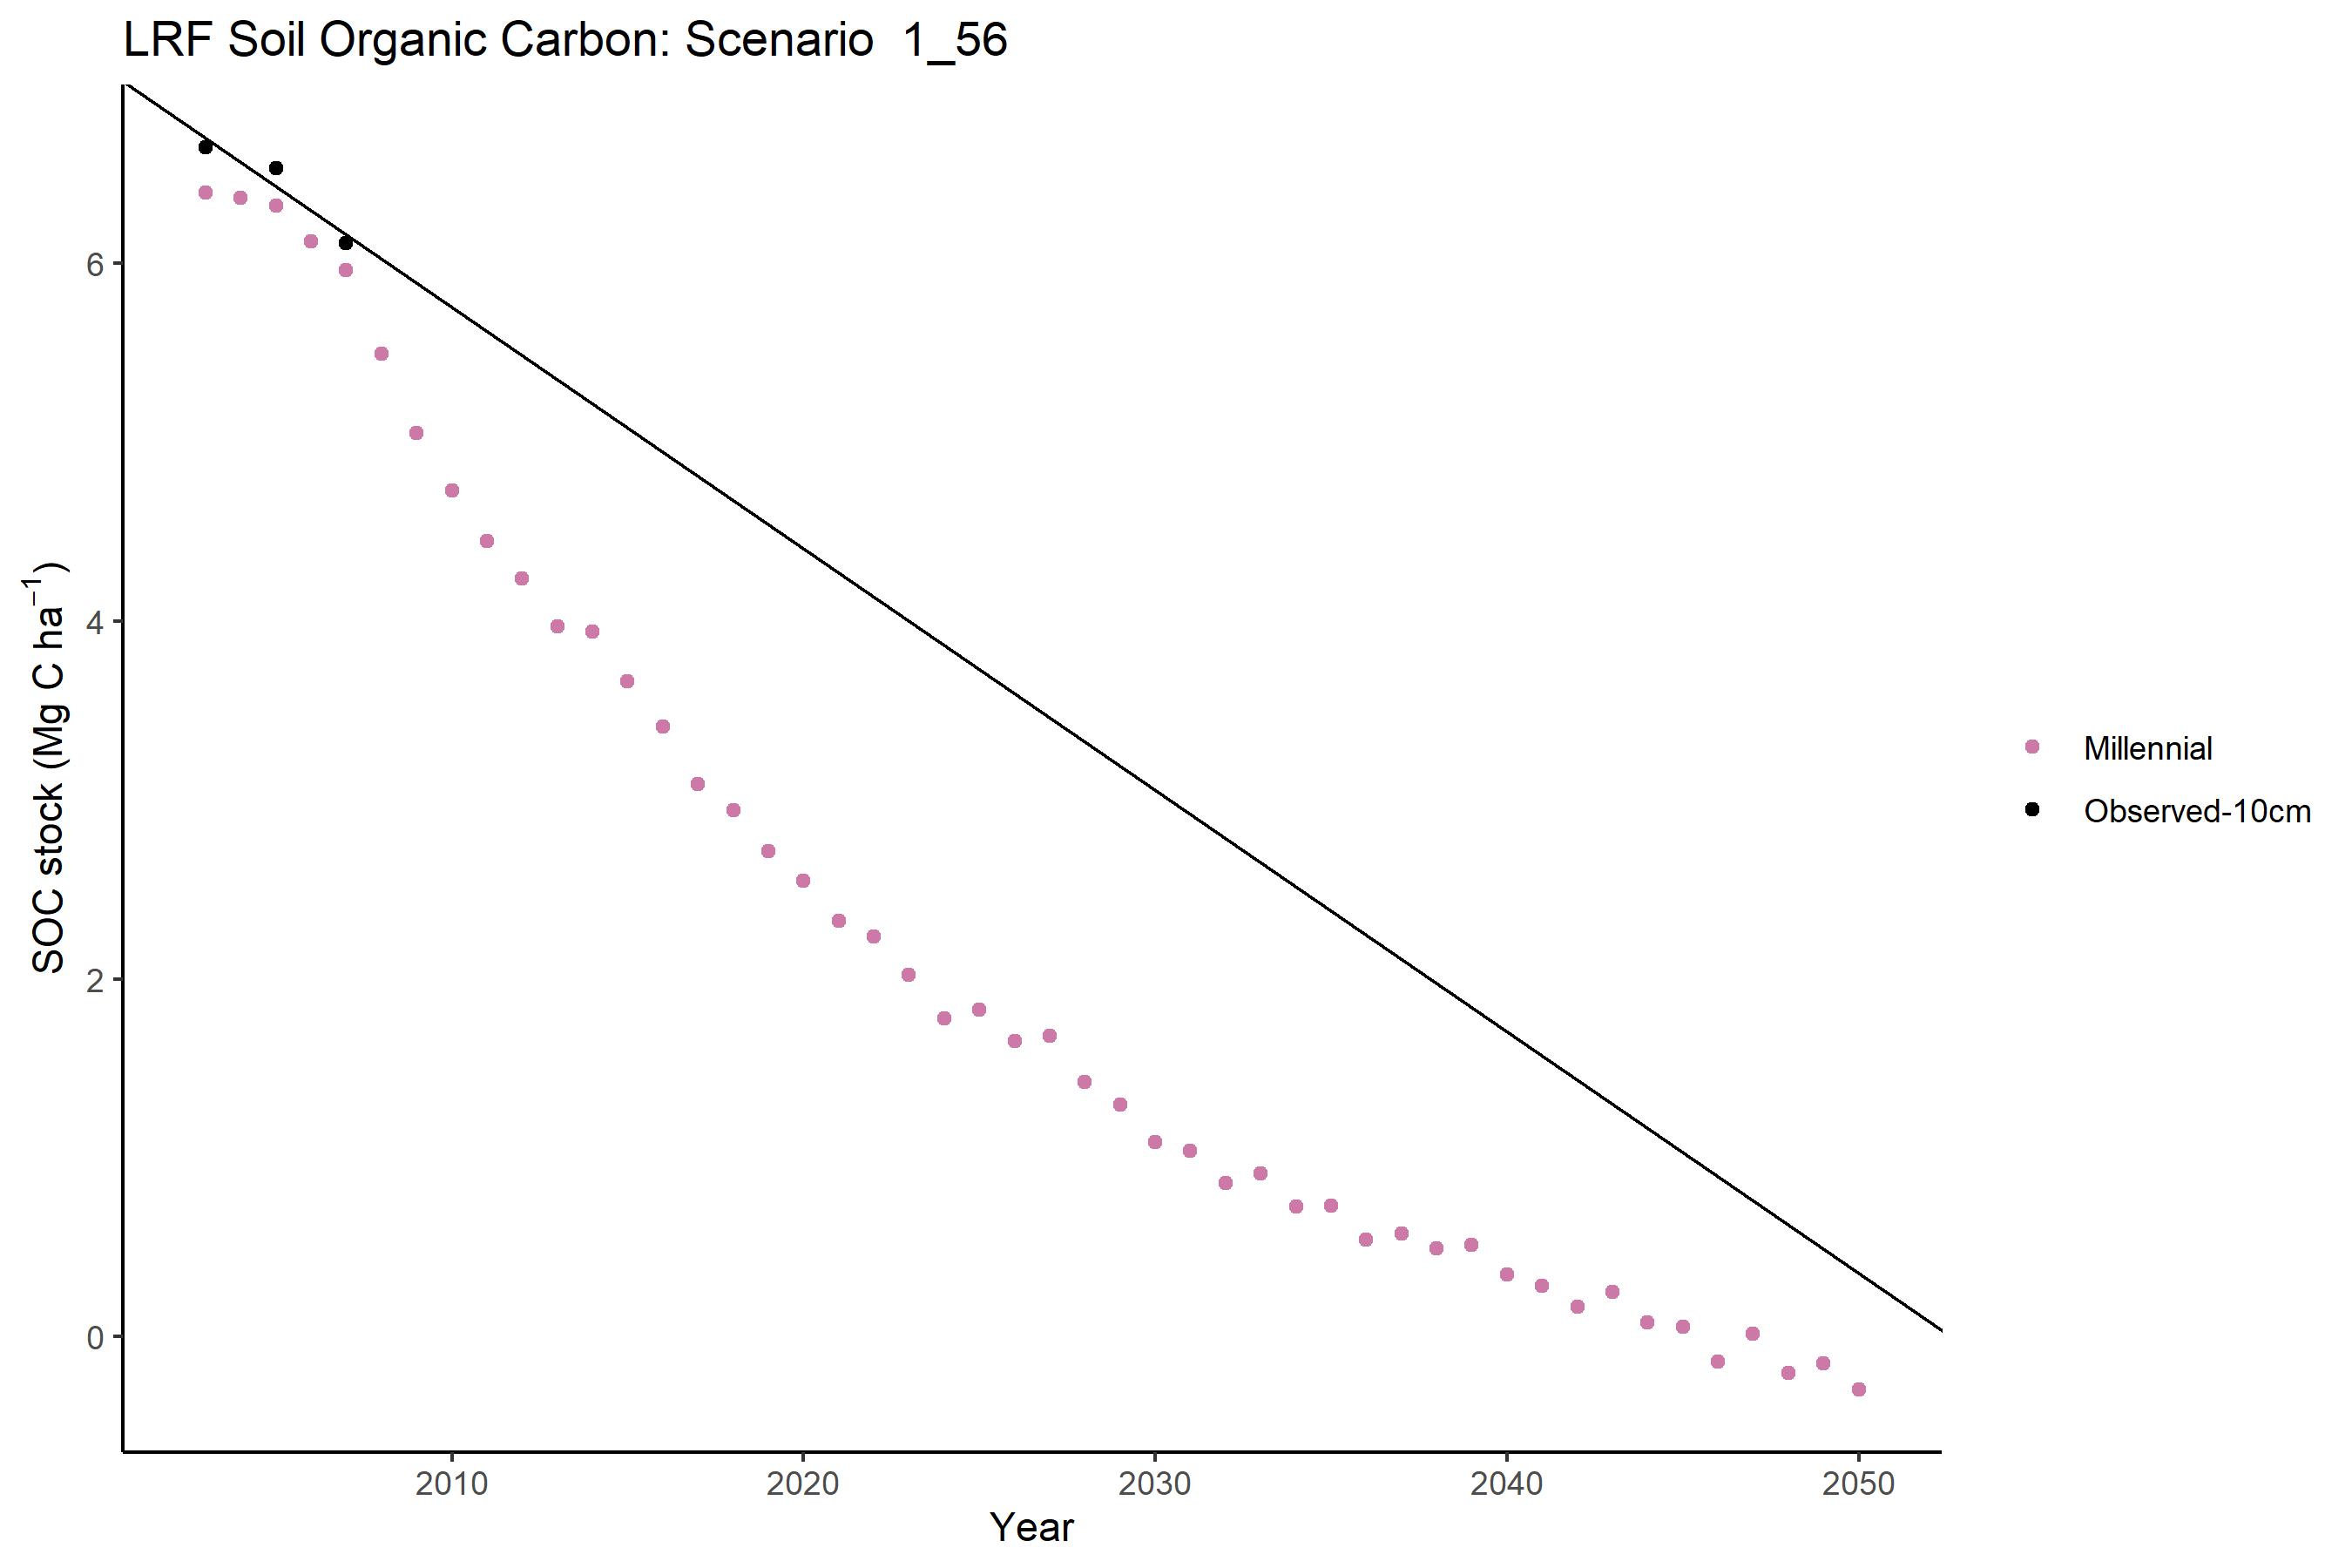 LRF Soil Organic Carbon: Scenario  1_56
SOC stock (Mg C ha⁻¹)
6
4
2
0
2010
2020
2030
2040
2050
Year
Millennial
Observed-10cm